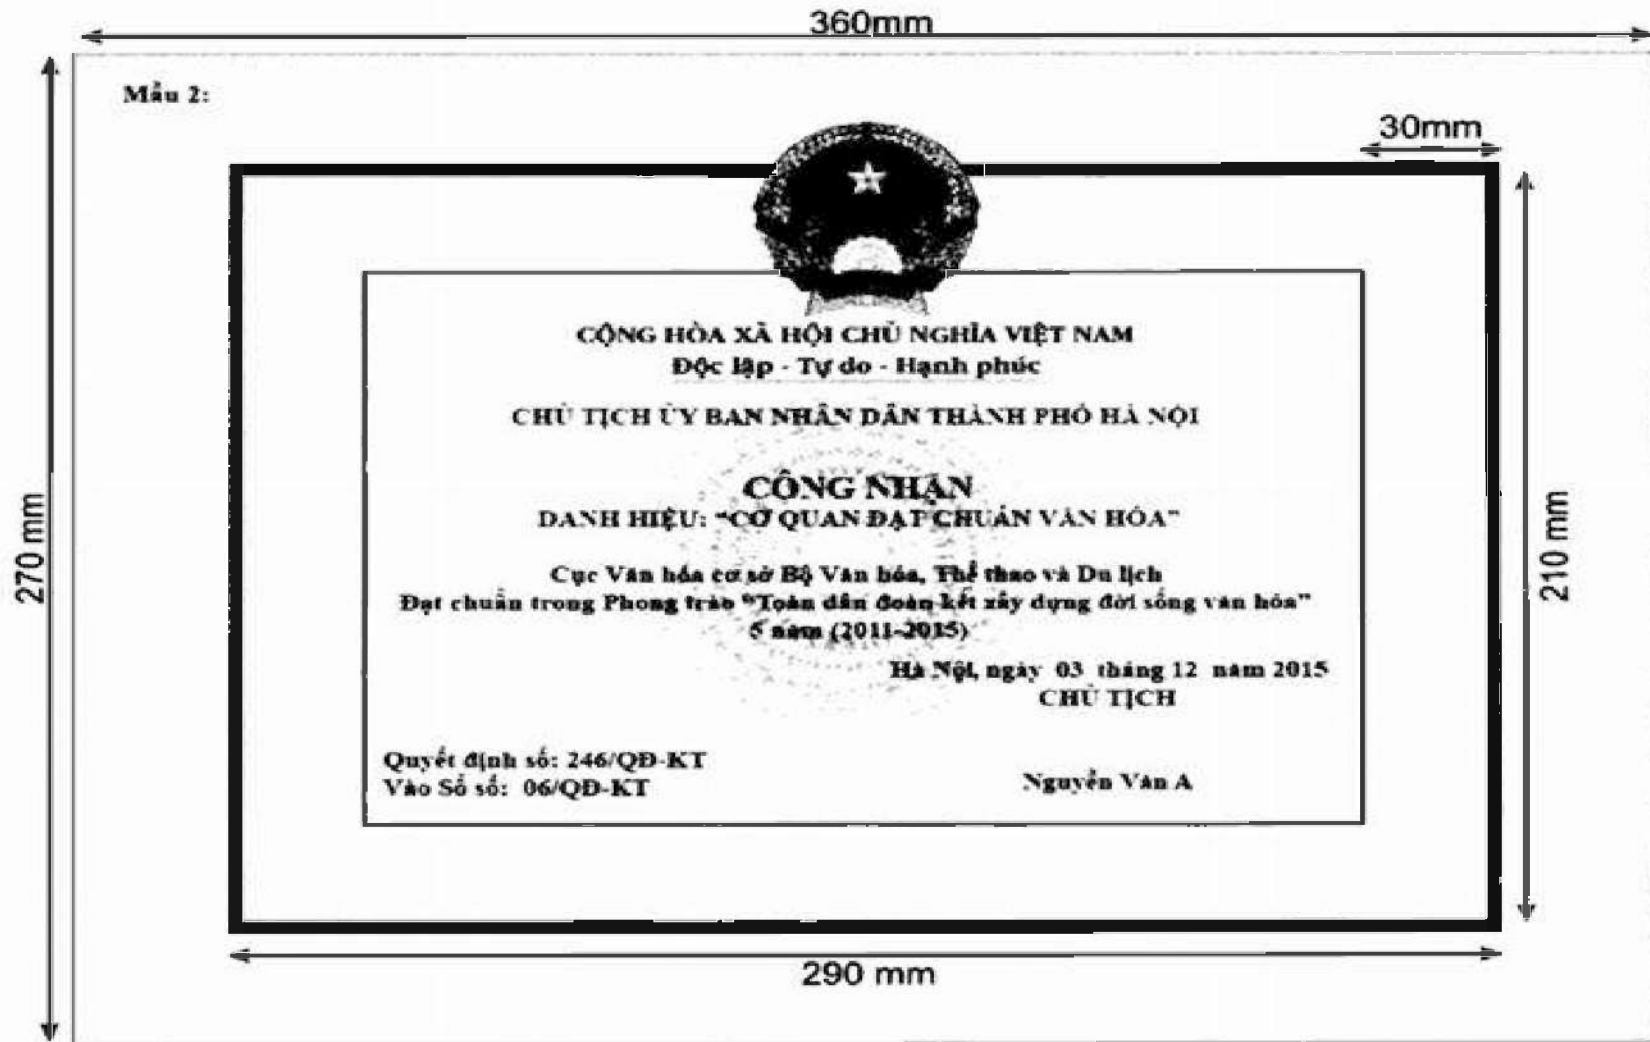 360mm
Mẫu 2:
30mm
CỘNG HÒA XÃ HỘI CHỦ NGHĨA VIỆT NAM
Độc lập - Tự do - Hạnh phúc
CHỦ TỊCH ỦY BAN NHÂN DÂN THÀNH PHỐ HÀ NỘI
CÔNG NHẬN
DANH HIỆU: “CƠ QUAN ĐẠT CHUẨN VĂN HÓA”
Cục Văn hóa cơ sở Bộ Văn hóa, Thể thao và Du lịch
Đạt chuẩn trong Phong trào “Toàn dân đoàn kết xây dựng đời sống văn hóa”
5 năm (2011-2015)
Hà Nội, ngày 03 tháng 12 năm 2015
CHỦ TỊCH
Quyết định số: 246/QĐ-KT
Vào Sổ số: 06/QĐ-KT
Nguyễn Văn A
270 mm
210 mm
290 mm